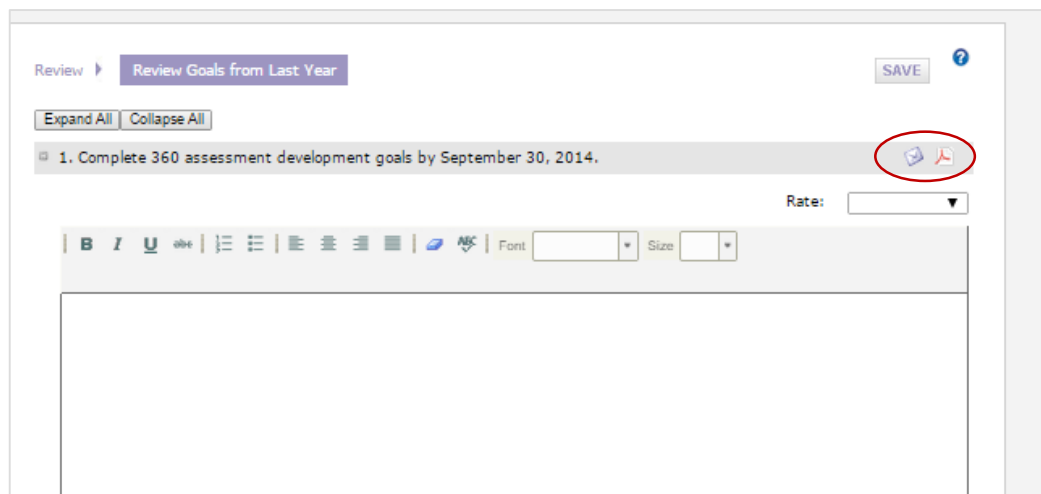 Review Review Goals from Last Year SAVE ?
Expand All Collapse All
1. Complete 360 assessment development goals by September 30, 2014.
Rate:
B I U abc ABC Font Size